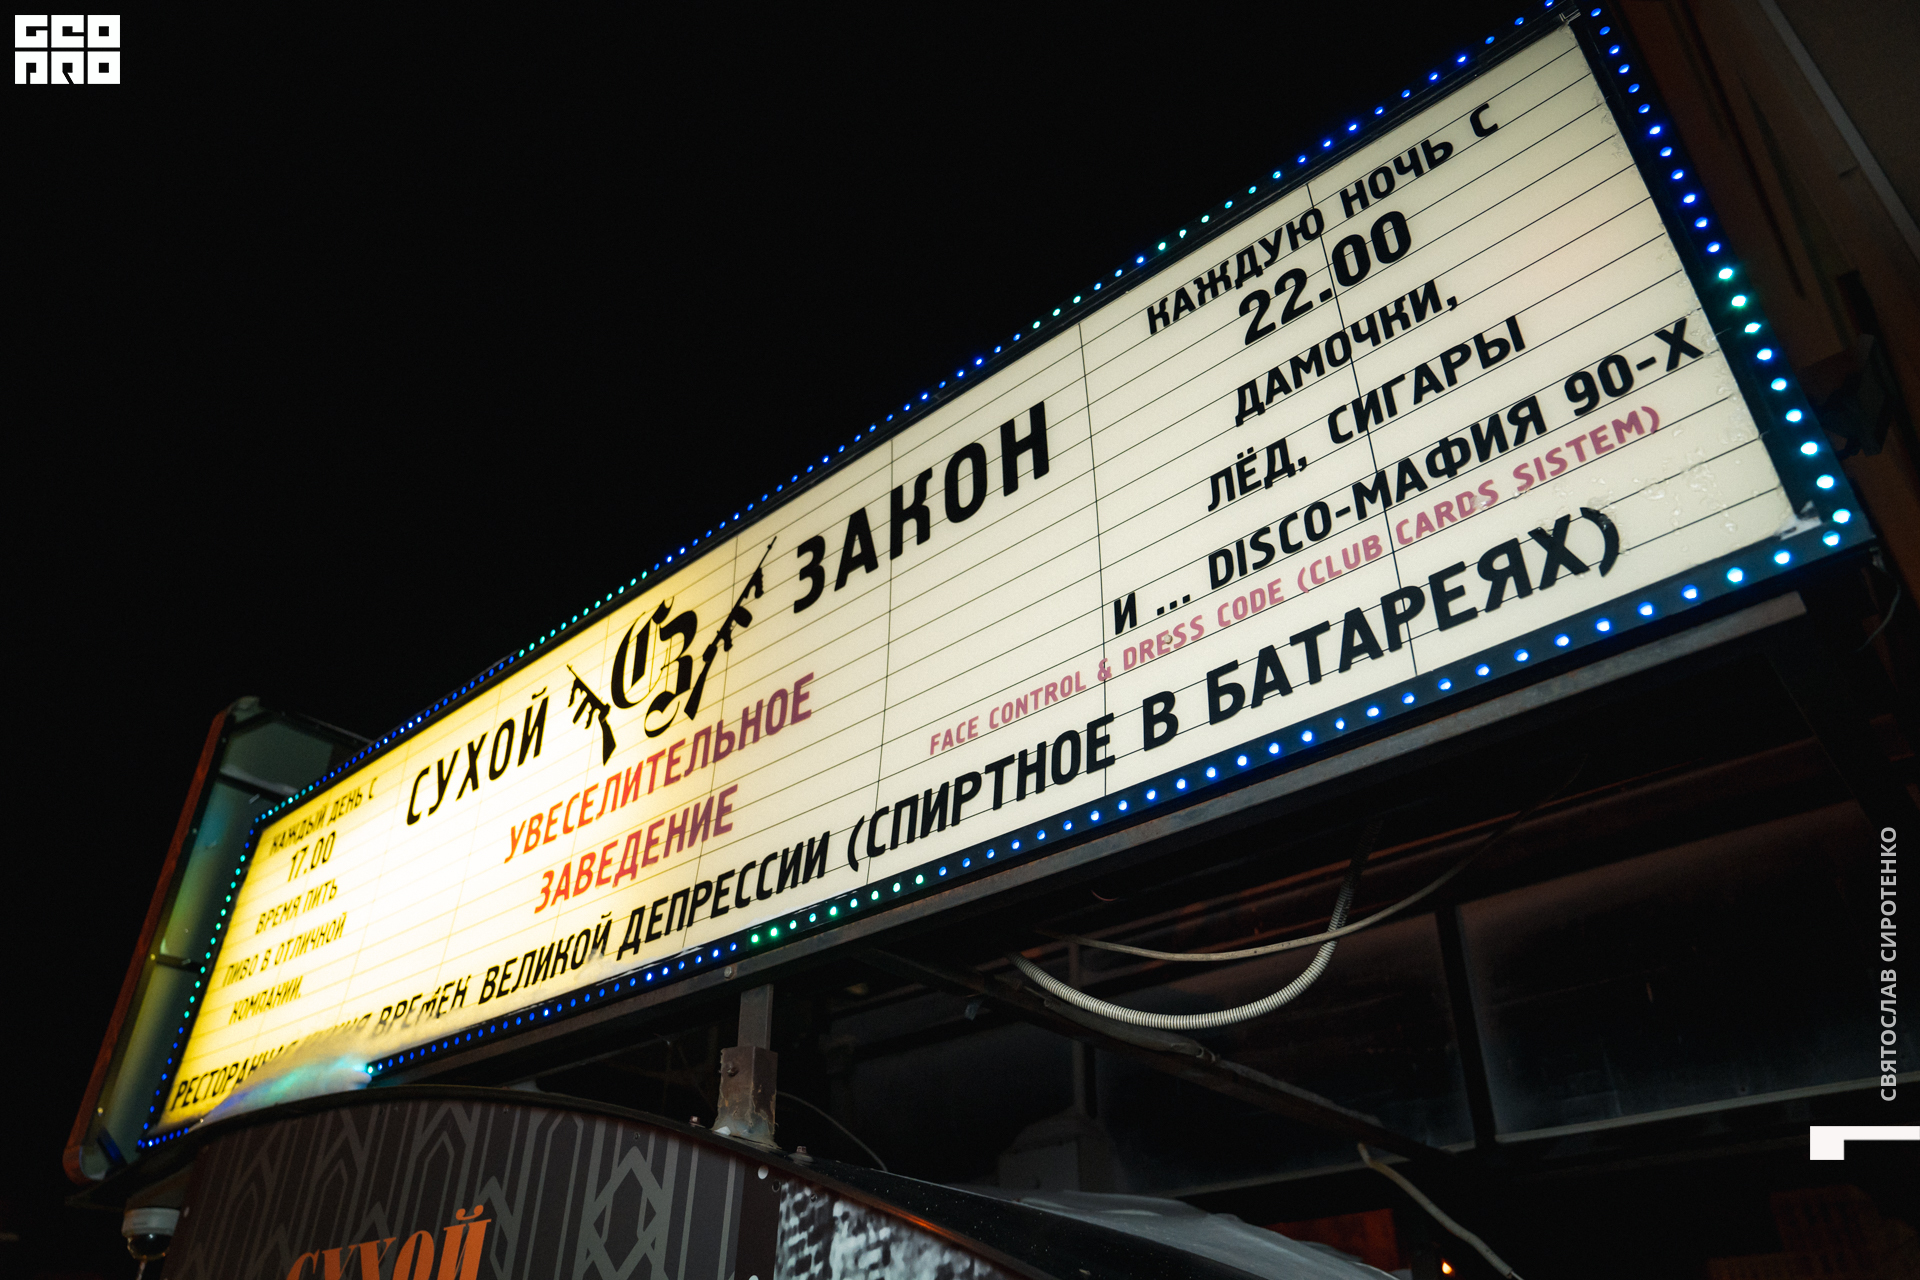 GEO
PRO
КАЖДЫЙ ДЕНЬ С
17.00
ВРЕМЯ ПИТЬ
ПИВО В ОТЛИЧНОЙ
КОМПАНИИ.
СУХОЙ СЗ ЗАКОН
УВЕСЕЛИТЕЛЬНОЕ
ЗАВЕДЕНИЕ
КАЖДУЮ НОЧЬ С
22.00
ДАМОЧКИ,
ЛЁД, СИГАРЫ
И ... DISCO-МАФИЯ 90-Х
FACE CONTROL & DRESS CODE (CLUB CARDS SISTEM)
РЕСТОРАННАЯ ВРЕМЕН ВЕЛИКОЙ ДЕПРЕССИИ (СПИРТНОЕ В БАТАРЕЯХ)
СУХОЙ
СВЯТОСЛАВ СИРОТЕНКО